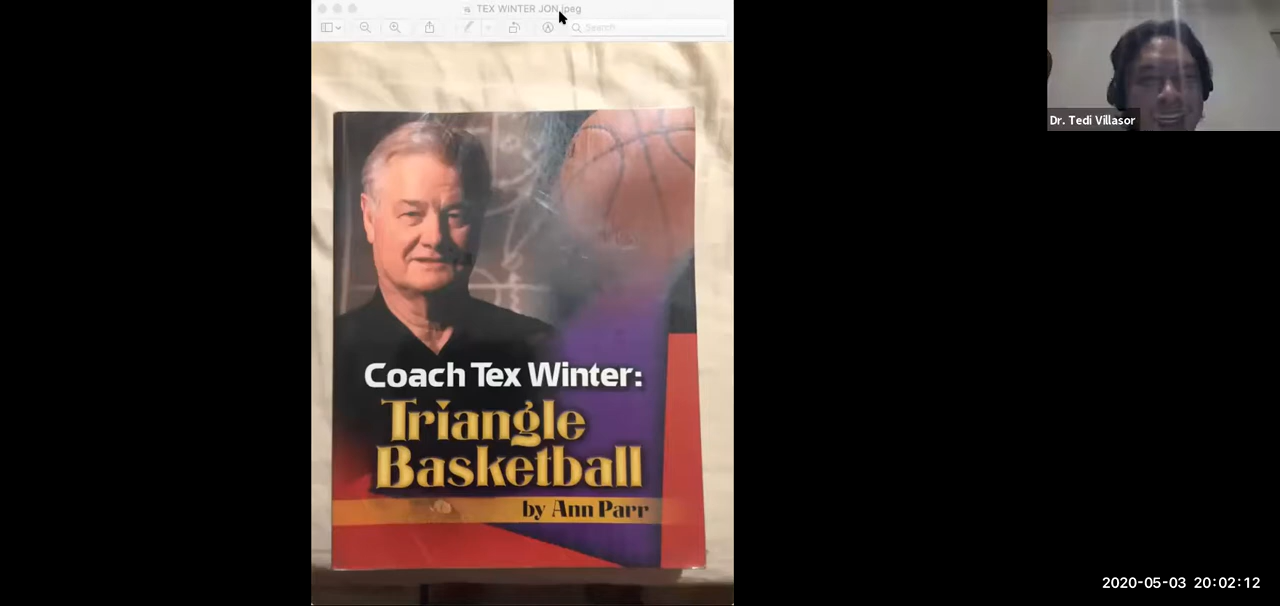 TEX WINTER JON.jpeg
Search
Dr. Tedi Villasor
Coach Tex Winter:
Triangle
Basketball
by Ann Parr
2020-05-03 20:02:12